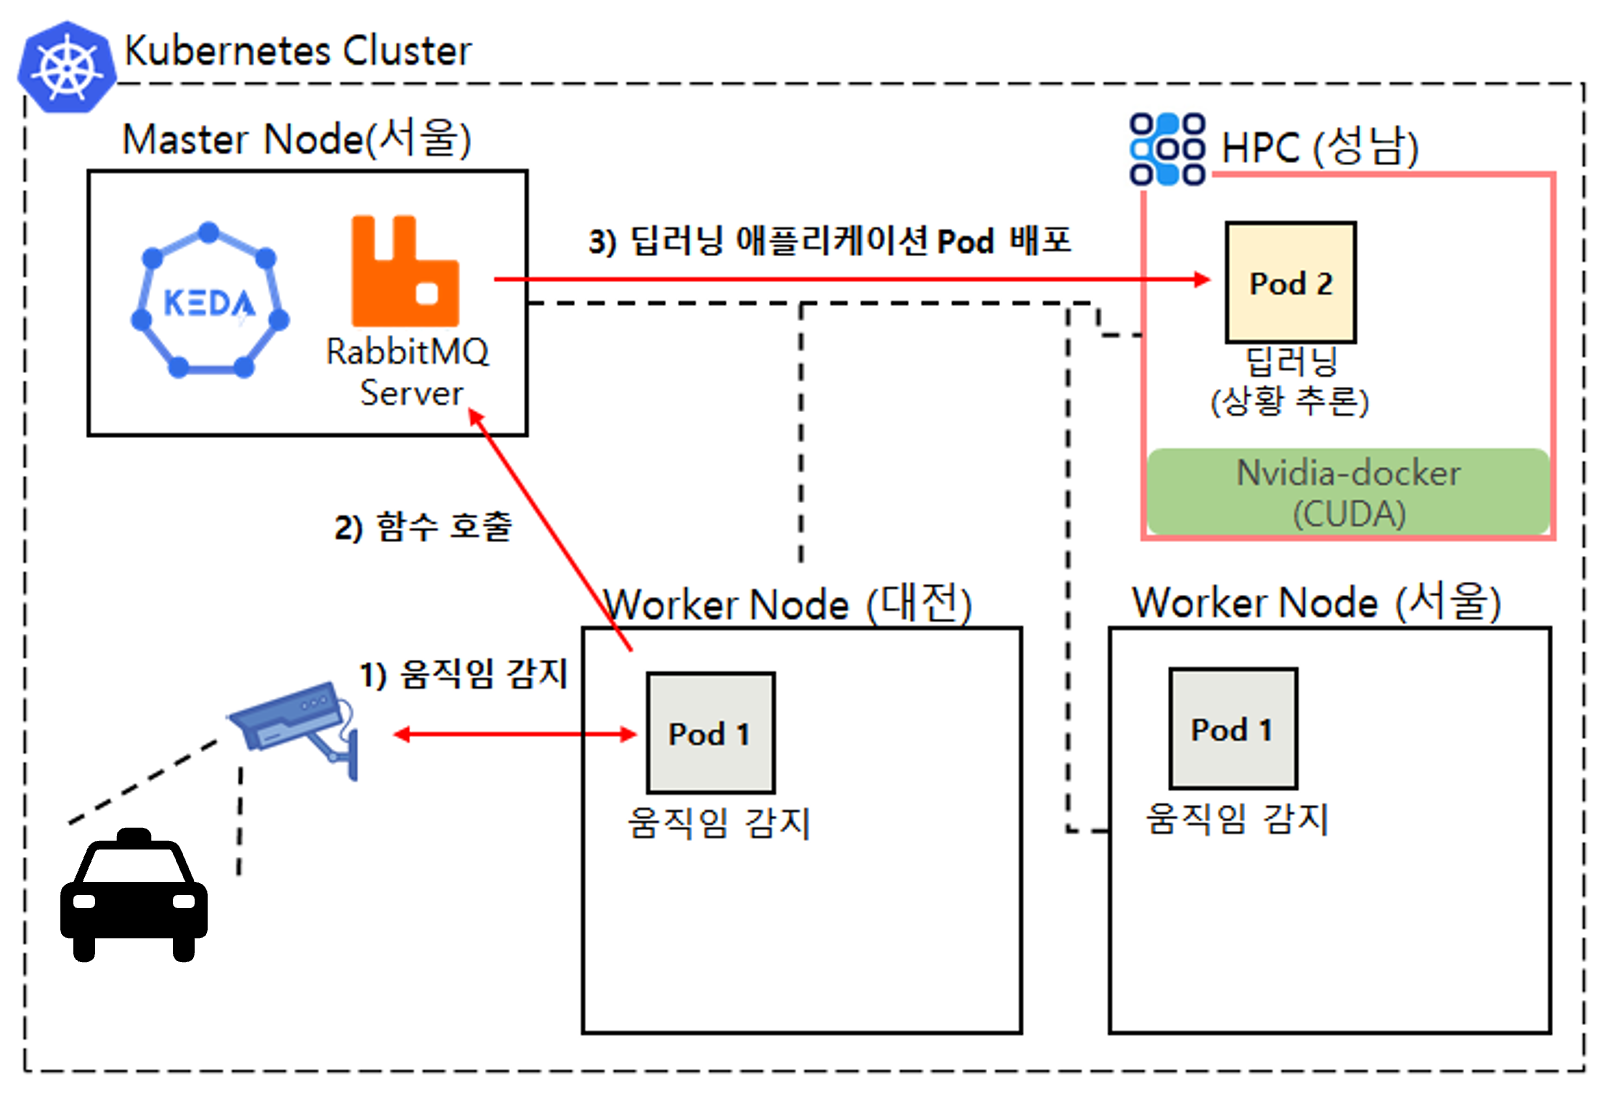 Kubernetes Cluster
Master Node(서울)
KEDA
RabbitMQ
Server
3) 딥러닝 애플리케이션 Pod 배포
HPC (성남)
Pod 2
딥러닝
(상황 추론)
Nvidia-docker
(CUDA)
2) 함수 호출
1) 움직임 감지
Worker Node (대전)
Pod 1
움직임 감지
Worker Node (서울)
Pod 1
움직임 감지